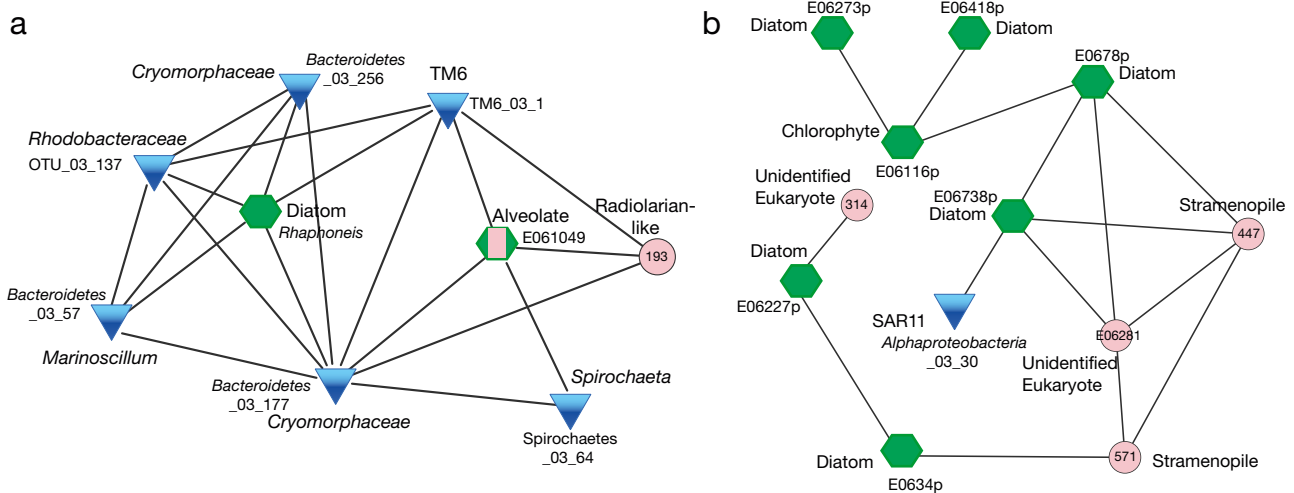 a
Cryomorphaceae
Bacteroidetes
_03_256
TM6
TM6_03_1
Rhodobacteraceae
OTU_03_137
Diatom
Rhaphoneis
Alveolate
E061049
Radiolarian-
like
193
Bacteroidetes
_03_57
Marinoscillum
Bacteroidetes
_03_177
Cryomorphaceae
Spirochaeta
Spirochaetes
_03_64
b
E06273p
Diatom
E06418p
Diatom
E0678p
Diatom
Chlorophyte
E06116p
Unidentified
Eukaryote
314
E06738p
Diatom
Stramenopile
447
Diatom
E06227p
SAR11
Alphaproteobacteria
_03_30
E06281
Unidentified
Eukaryote
Diatom
E0634p
571
Stramenopile